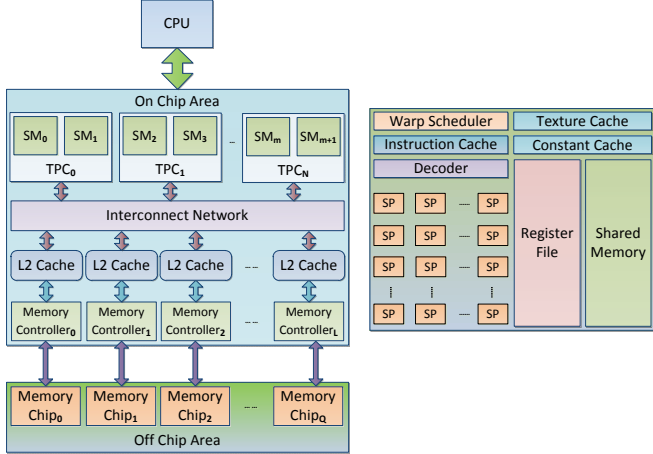 CPU
On Chip Area
SM0 SM1 SM2 SM3 ... SMm SMm+1
TPC0 TPC1 TPCN
Interconnect Network
L2 Cache L2 Cache L2 Cache ... ... L2 Cache
Memory Memory Memory Memory
Controller0 Controller1 Controller2 ... ... ControllerL
Memory Memory Memory Memory
Chip0 Chip1 Chip2 ... ... ChipQ
Off Chip Area
Warp Scheduler Texture Cache
Instruction Cache Constant Cache
Decoder
SP SP ...... SP
SP SP ...... SP
SP SP ...... SP
SP SP ...... SP
Register
File
Shared
Memory